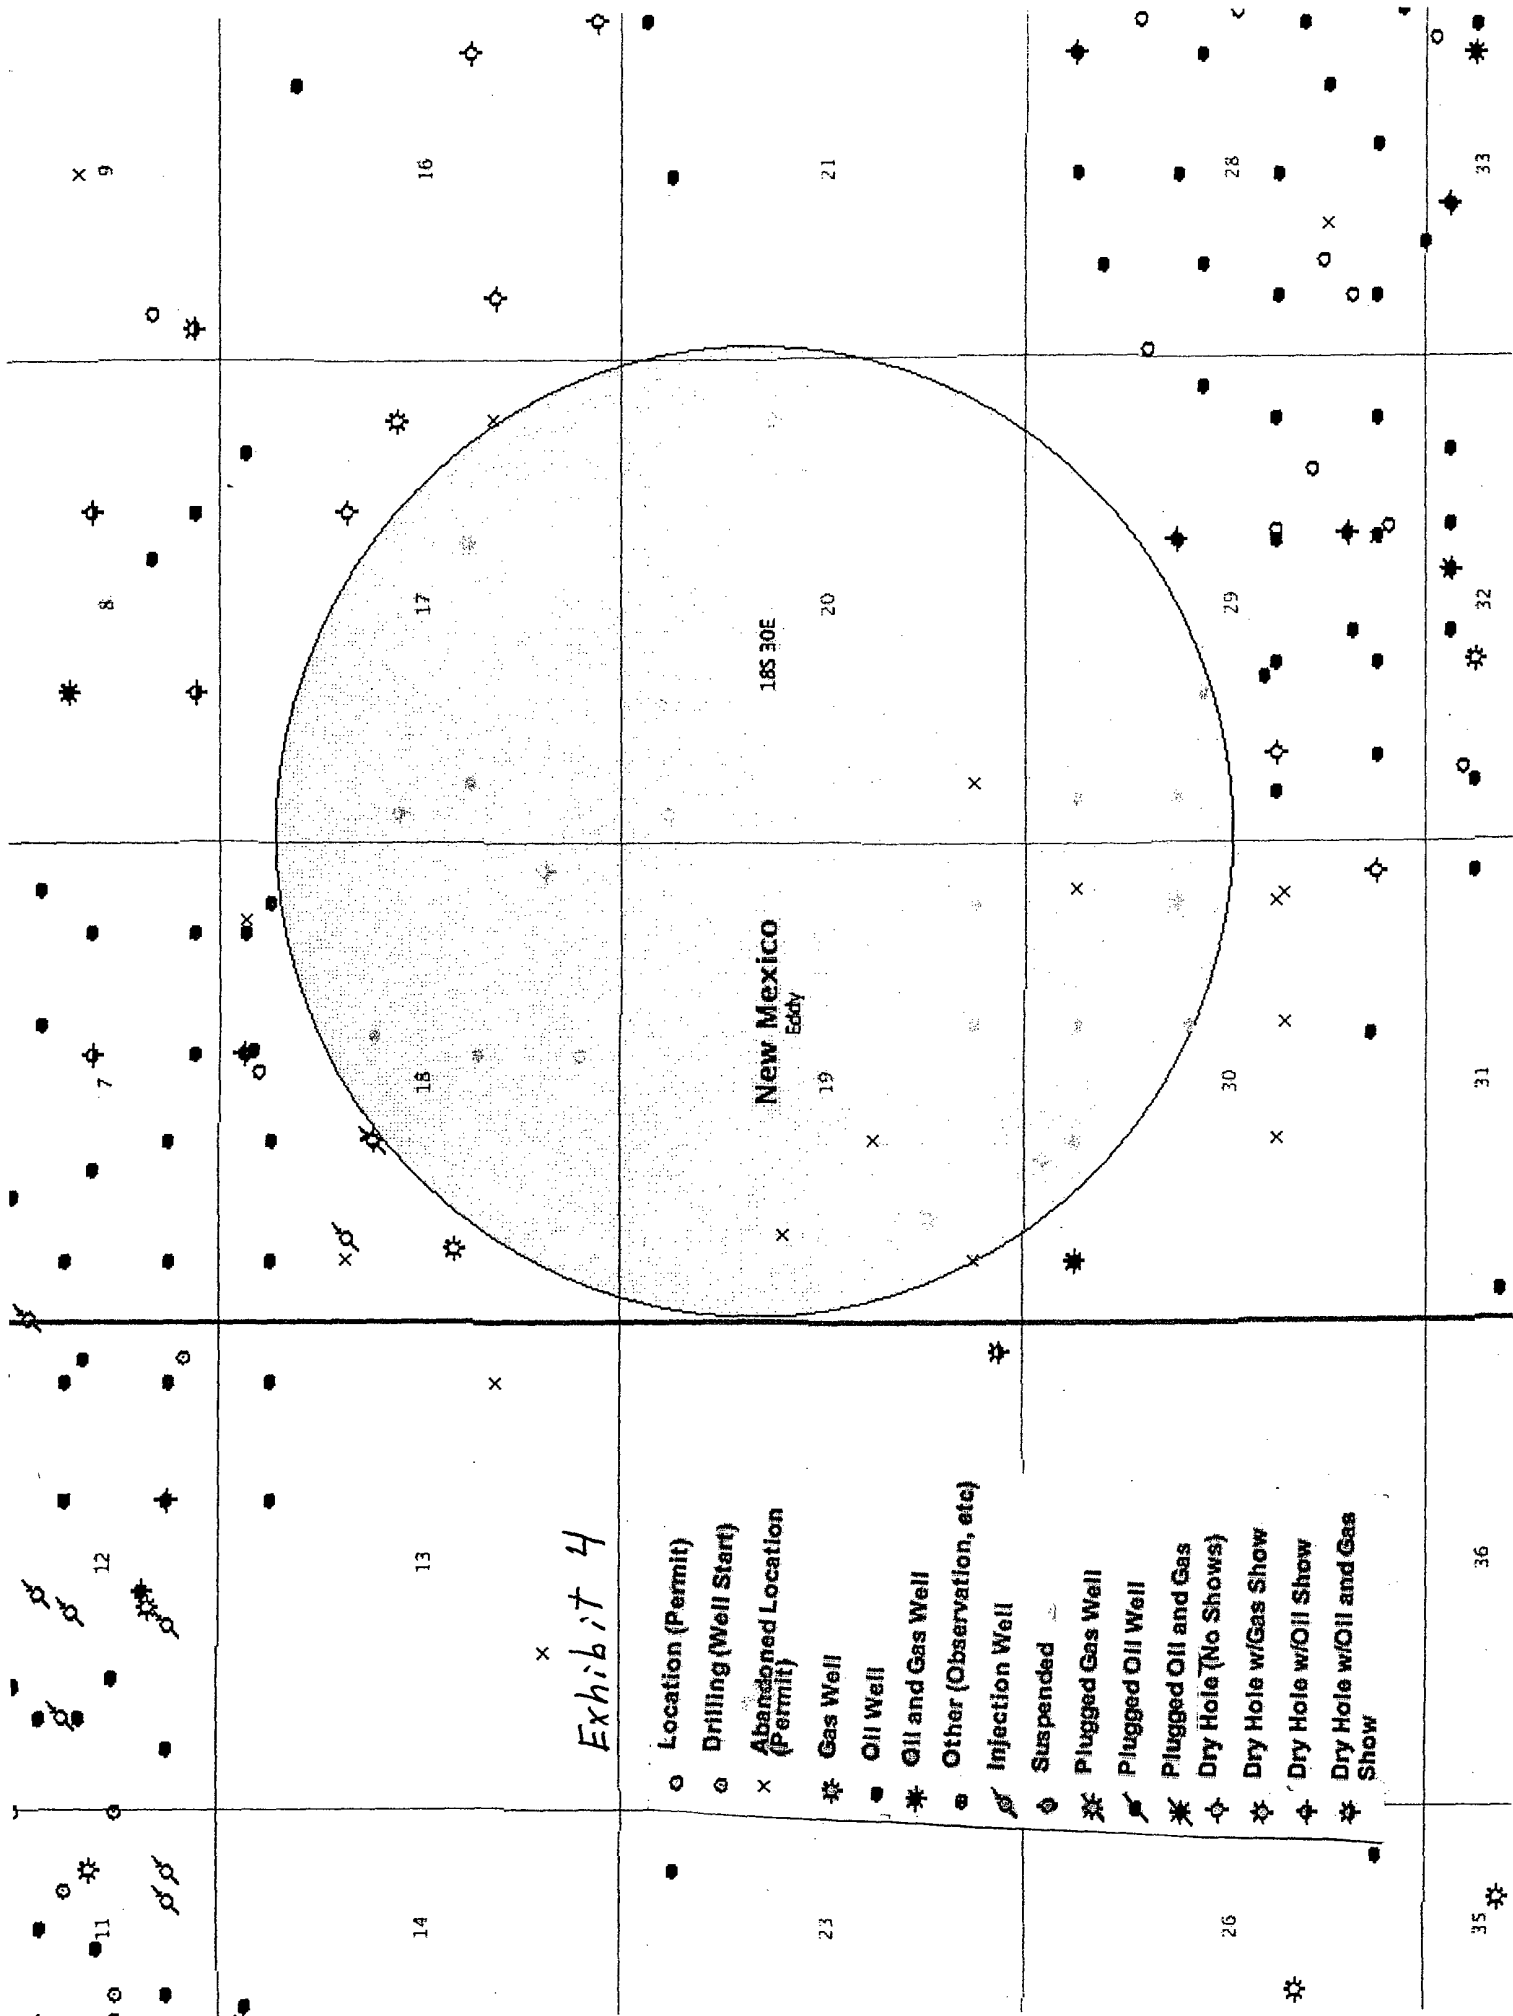 11
12
7
8
9
14
13
18
17
16
Exhibit 4
New Mexico
Eddy
18S 30E
23
19
20
21
26
30
29
28
35
36
31
32
33
Location (Permit)
Drilling (Well Start)
Abandoned Location
(Permit)
Gas Well
Oil Well
Oil and Gas Well
Other (Observation, etc)
Injection Well
Suspended
Plugged Gas Well
Plugged Oil Well
Plugged Oil and Gas
Dry Hole (No Shows)
Dry Hole w/Gas Show
Dry Hole w/Oil Show
Dry Hole w/Oil and Gas
Show